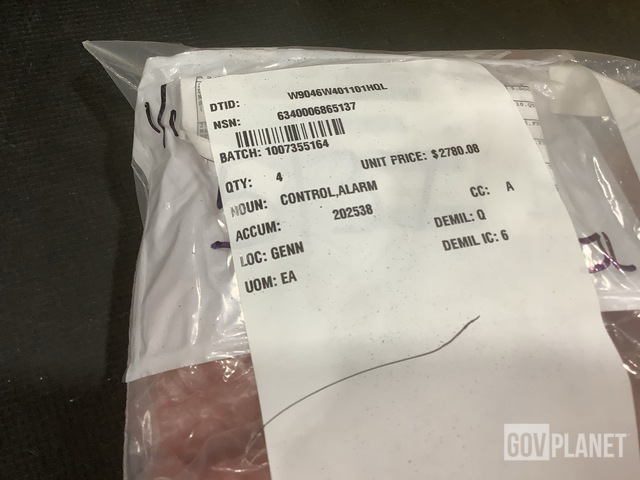 DTID: W9046W401101HQL
NSN: 6340006865137
BATCH: 1007355164
QTY: 4 UNIT PRICE: $2780.08
NOUN: CONTROL,ALARM CC: A
ACCUM: 202538 DEMIL: Q
LOC: GENN DEMIL IC: 6
UOM: EA
GOVPLANET